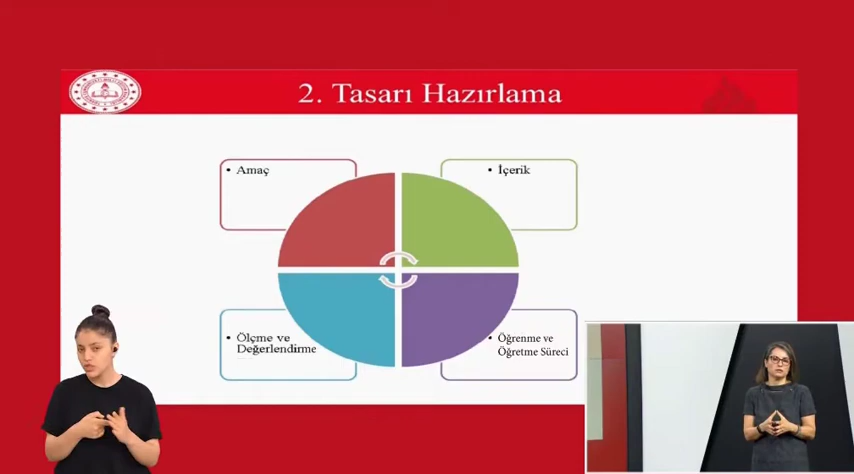 2. Tasarı Hazırlama
• Amaç
• İçerik
• Ölçme ve
Değerlendirme
• Öğrenme ve
Öğretme Süreci